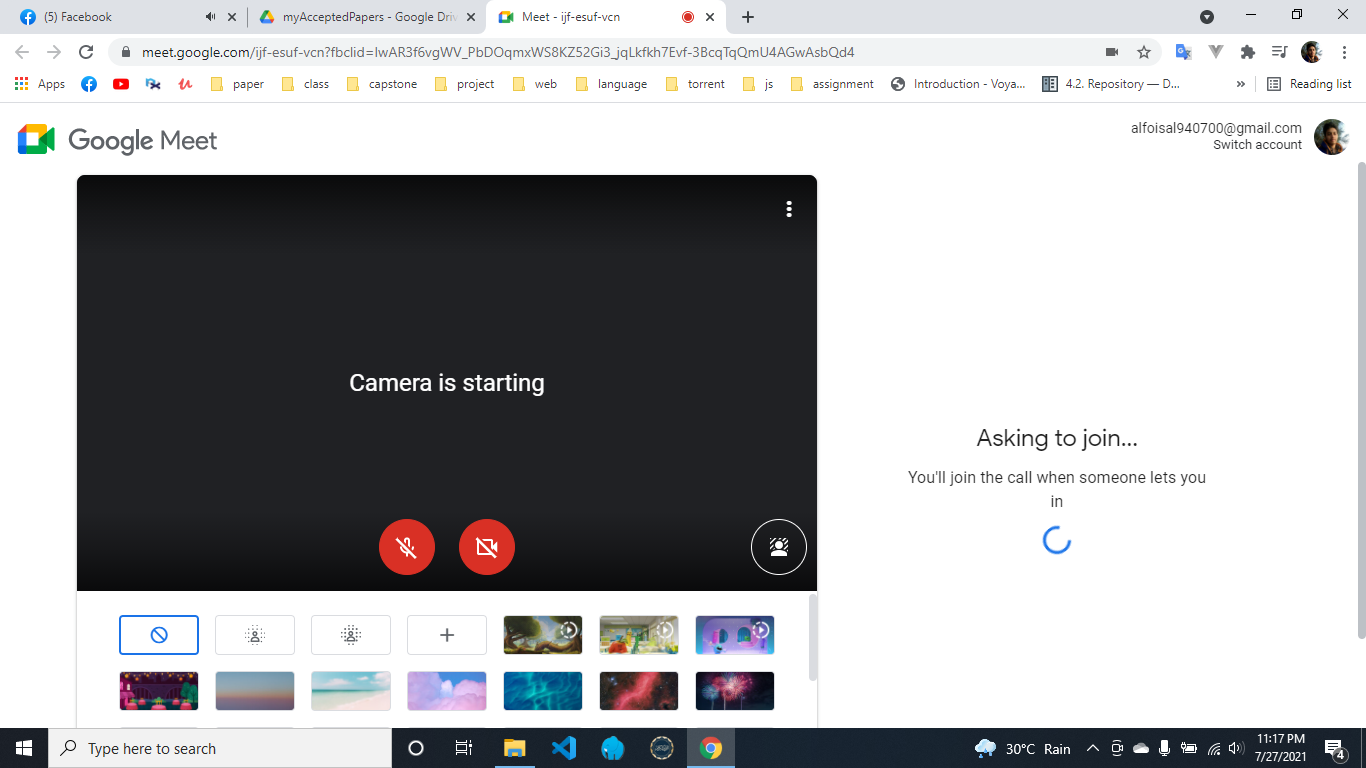 (5) Facebook
myAcceptedPapers - Google Driv
Meet - ijf-esuf-vcn
meet.google.com/ijf-esuf-vcn?fbclid=IwAR3f6vgWV_PbDOqmxWS8KZ52Gi3_jqLkfkh7Evf-3BcqTqQmU4AGwAsbQd4
Apps
paper
class
capstone
project
web
language
torrent
js
assignment
Introduction - Voya...
4.2. Repository — D...
»
Reading list
Google Meet
alfoisal940700@gmail.com
Switch account
Camera is starting
Asking to join...
You'll join the call when someone lets you
in
Type here to search
30°C Rain
11:17 PM
7/27/2021
4